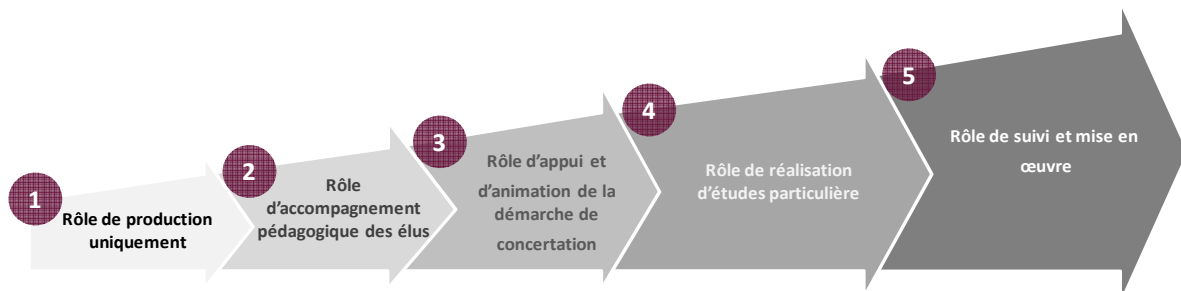 1
Rôle de production
uniquement
2
Rôle
d'accompagnement
pédagogique des élus
3
Rôle d'appui et
d'animation de la
démarche de
concertation
4
Rôle de réalisation
d'études particulière
5
Rôle de suivi et mise en
œuvre